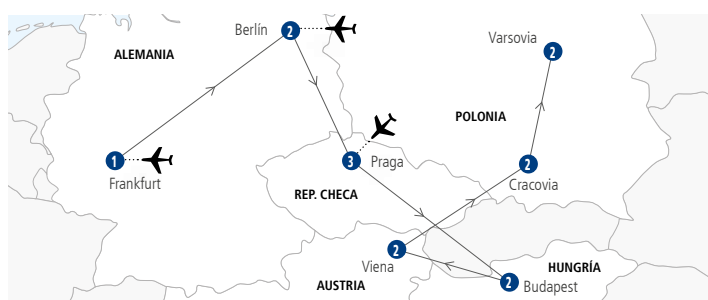 Berlín
2
ALEMANIA
Varsovia
2
POLONIA
1
Frankfurt
3
Praga
2
Cracovia
REP. CHECA
2
Viena
HUNGRÍA
AUSTRIA
2
Budapest